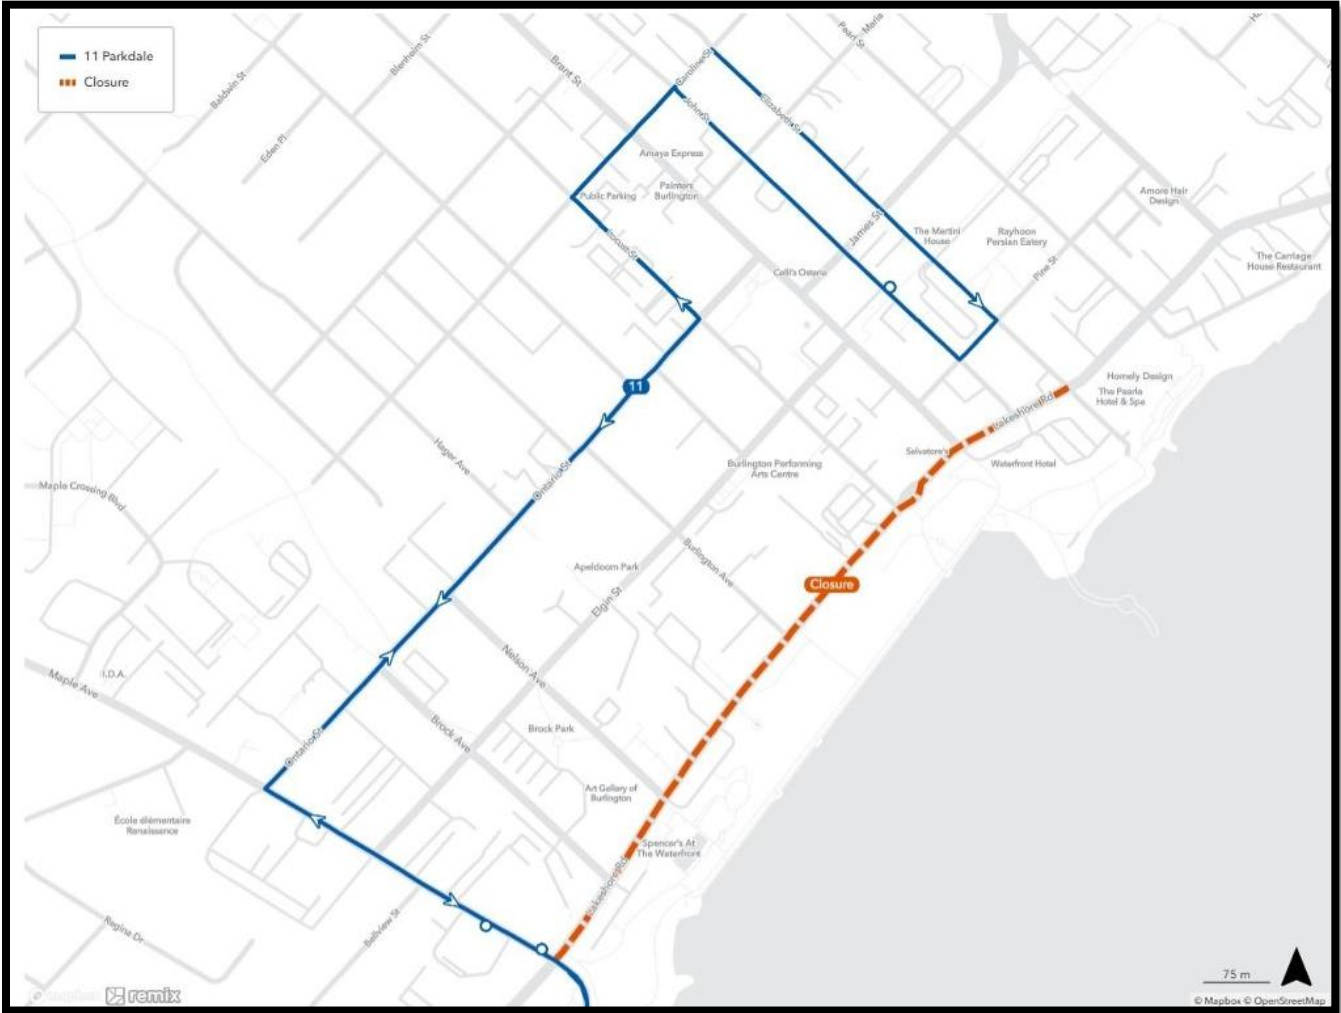 11 Parkdale
Closure
Baldwin St
Blenheim St
Brant St
Pearl St
Maria
Caroline St
John St
Elizabeth St
Eden Pl
Amaya Express
Public Parking
Palmers
Burlington
Amore Hair
Design
Locust St
James St
The Martini
House
Rayhoon
Persian Eatery
Pine St
The Carriage
House Restaurant
Celli's Osteria
11
Homely Design
The Pearle
Hotel & Spa
Lakeshore Rd
Hager Ave
Salvatore's
Burlington Performing
Arts Centre
Waterfront Hotel
Ontario St
Maple Crossing Blvd
Burlington Ave
Apeldoorn Park
Closure
Elgin St
Nelson Ave
Maple Ave
I.D.A.
Brock Ave
Brock Park
Ontario St
Art Gallery of
Burlington
École élémentaire
Renaissance
Spencer's At
The Waterfront
Lakeshore Rd
Regina Dr
Bellview St
75 m
remix
© Mapbox © OpenStreetMap